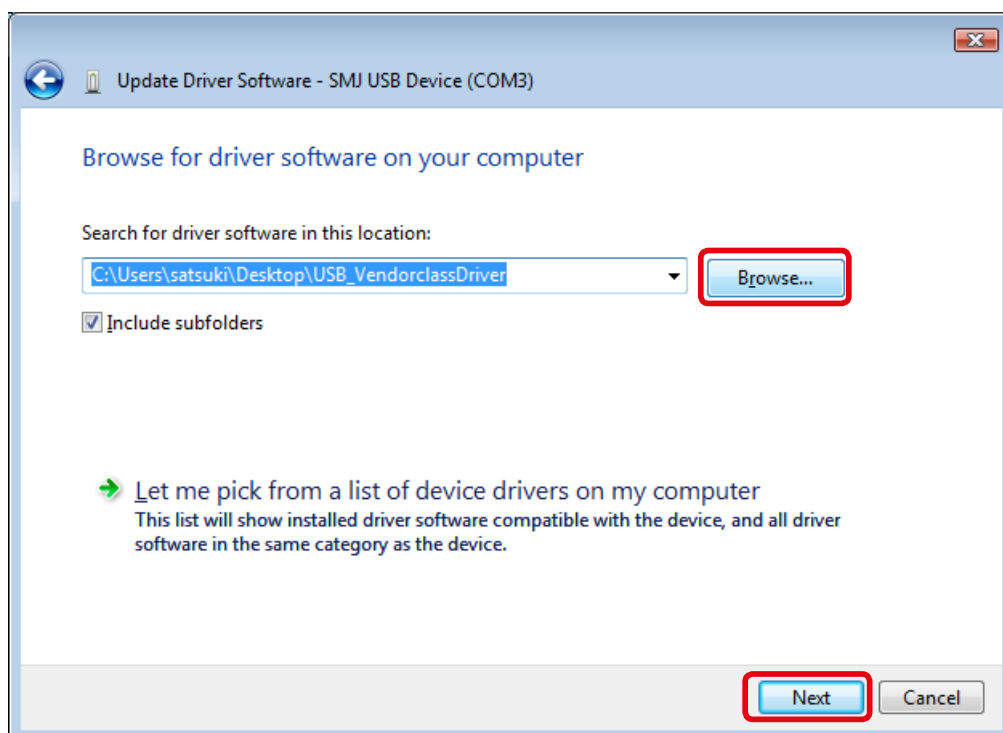 Update Driver Software - SMJ USB Device (COM3)
Browse for driver software on your computer
Search for driver software in this location:
C:\Users\satsuki\Desktop\USB_VendorclassDriver
Browse...
Include subfolders
Let me pick from a list of device drivers on my computer
This list will show installed driver software compatible with the device, and all driver
software in the same category as the device.
Next
Cancel